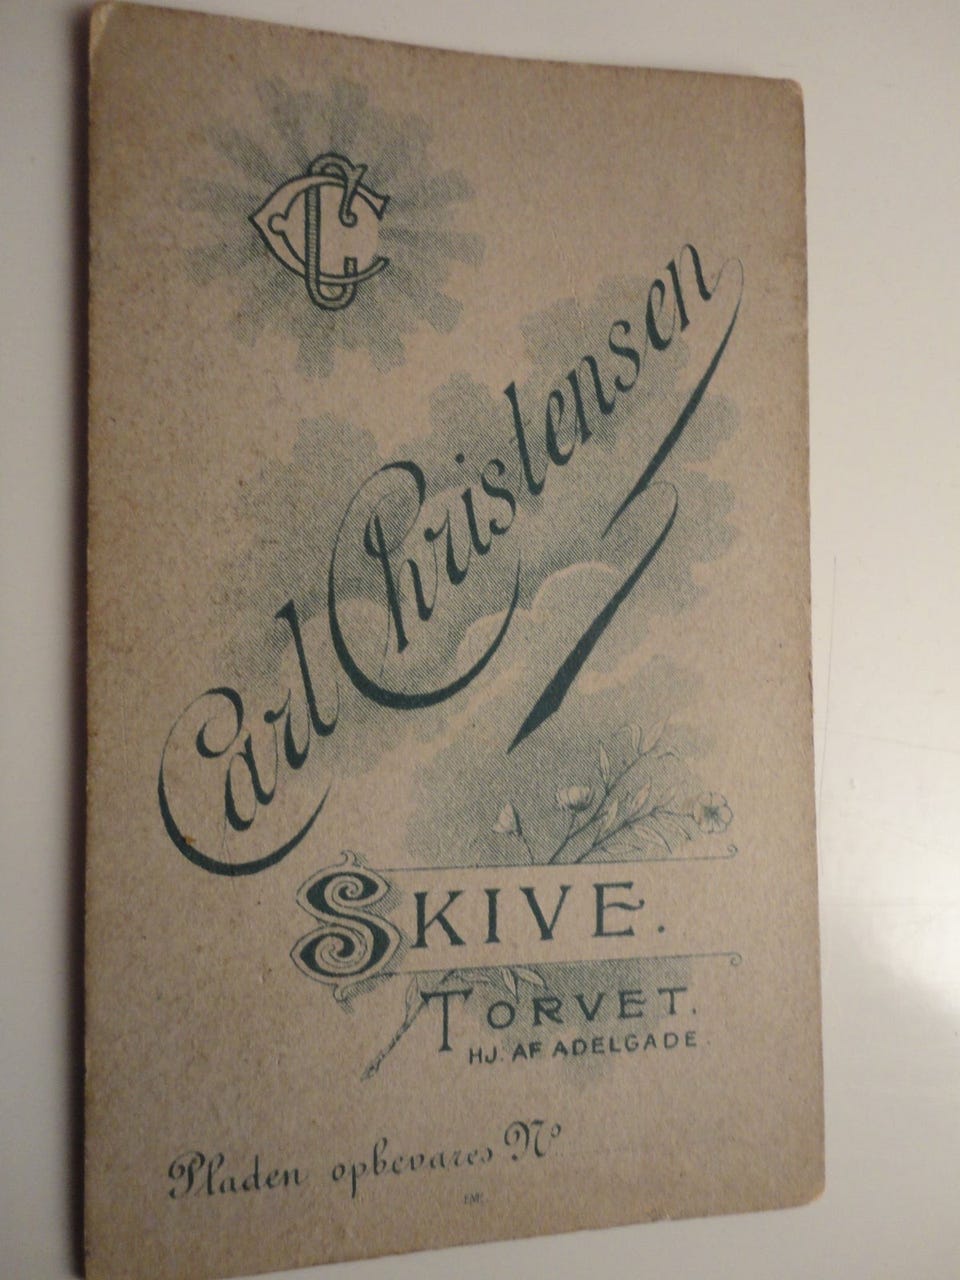 CC
Carl Christensen
SKIVE.
TORVET.
HJ. AF ADELGADE.
Pladen opbevares Nº